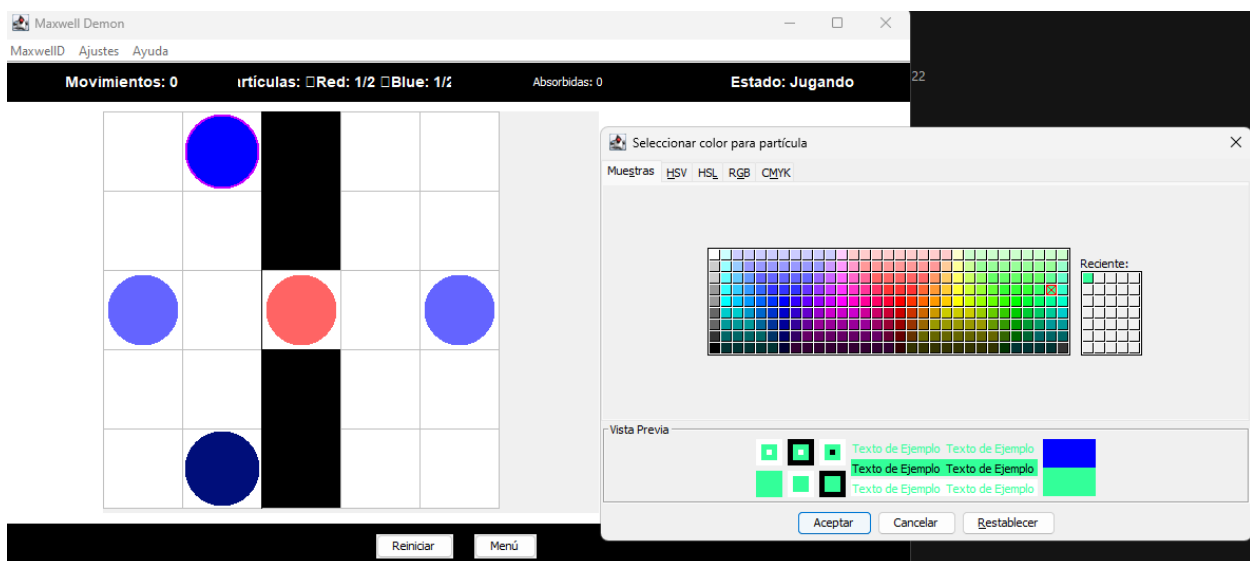 Maxwell Demon
MaxwellD Ajustes Ayuda
Movimientos: 0
artículas: □Red: 1/2 □Blue: 1/2
Absorbidas: 0
Estado: Jugando
22
Seleccionar color para partícula
Muestras HSV HSL RGB CMYK
Reciente:
Vista Previa
Texto de Ejemplo Texto de Ejemplo
Texto de Ejemplo Texto de Ejemplo
Texto de Ejemplo Texto de Ejemplo
Aceptar Cancelar Restablecer
Reiniciar Menú